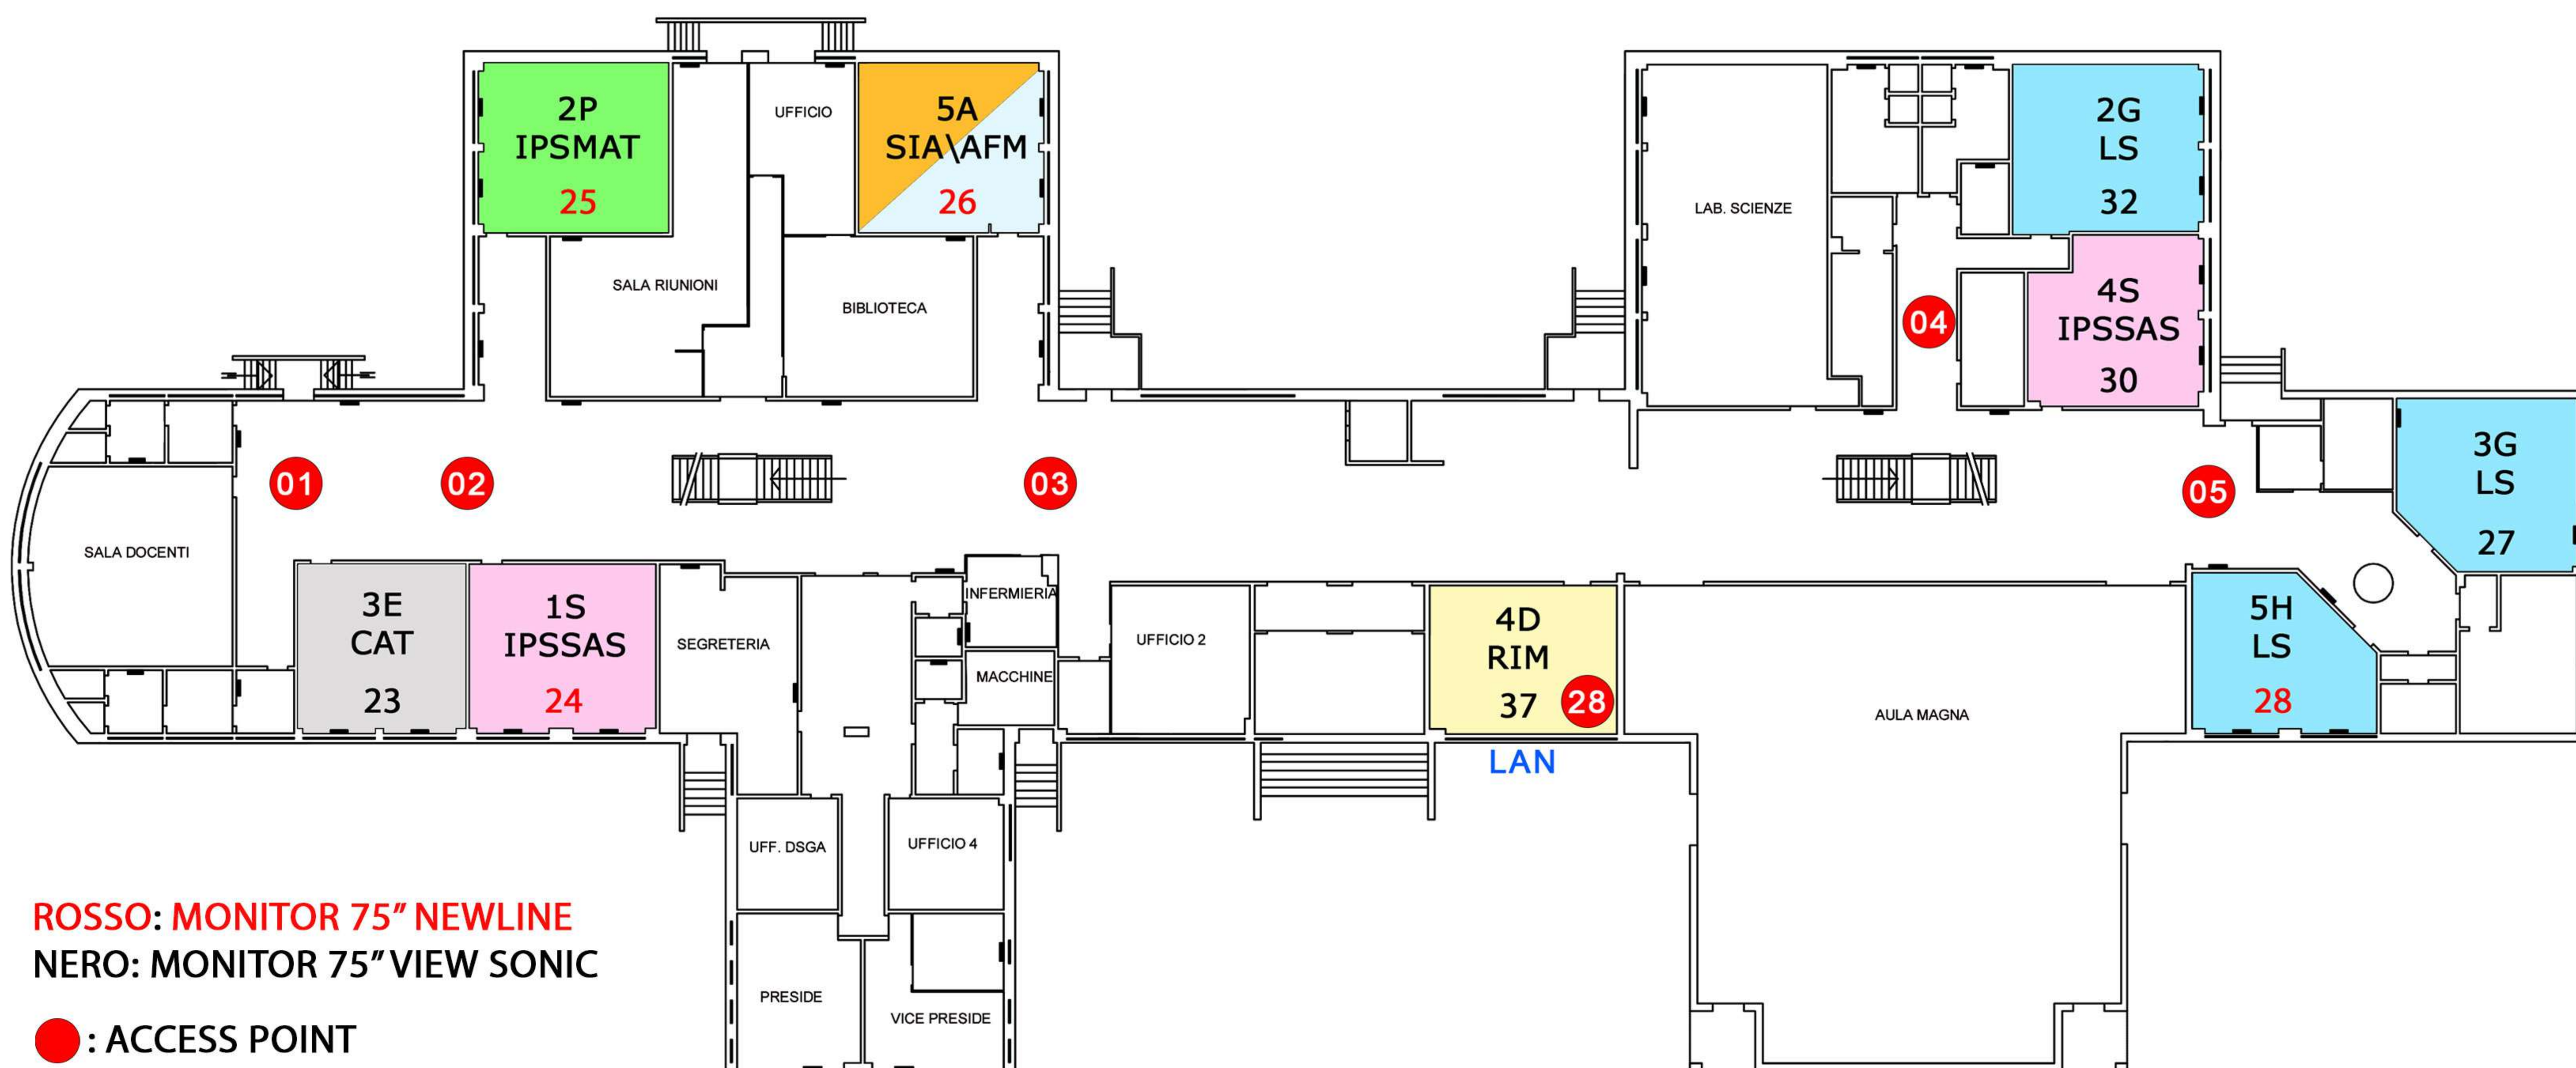 2P
IPSMAT
25
UFFICIO
5A
SIA\AFM
26
SALA RIUNIONI
BIBLIOTECA
LAB. SCIENZE
2G
LS
32
4S
IPSSAS
30
04
01
02
03
05
3G
LS
27
SALA DOCENTI
3E
CAT
23
1S
IPSSAS
24
SEGRETERIA
INFERMIERIA
MACCHINE
UFFICIO 2
4D
RIM
37
28
LAN
AULA MAGNA
5H
LS
28
UFF. DSGA
UFFICIO 4
PRESIDE
VICE PRESIDE
ROSSO: MONITOR 75” NEWLINE
NERO: MONITOR 75” VIEW SONIC
: ACCESS POINT